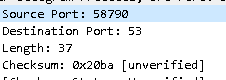 Source Port: 58790
Destination Port: 53
Length: 37
Checksum: 0x20ba [unverified]